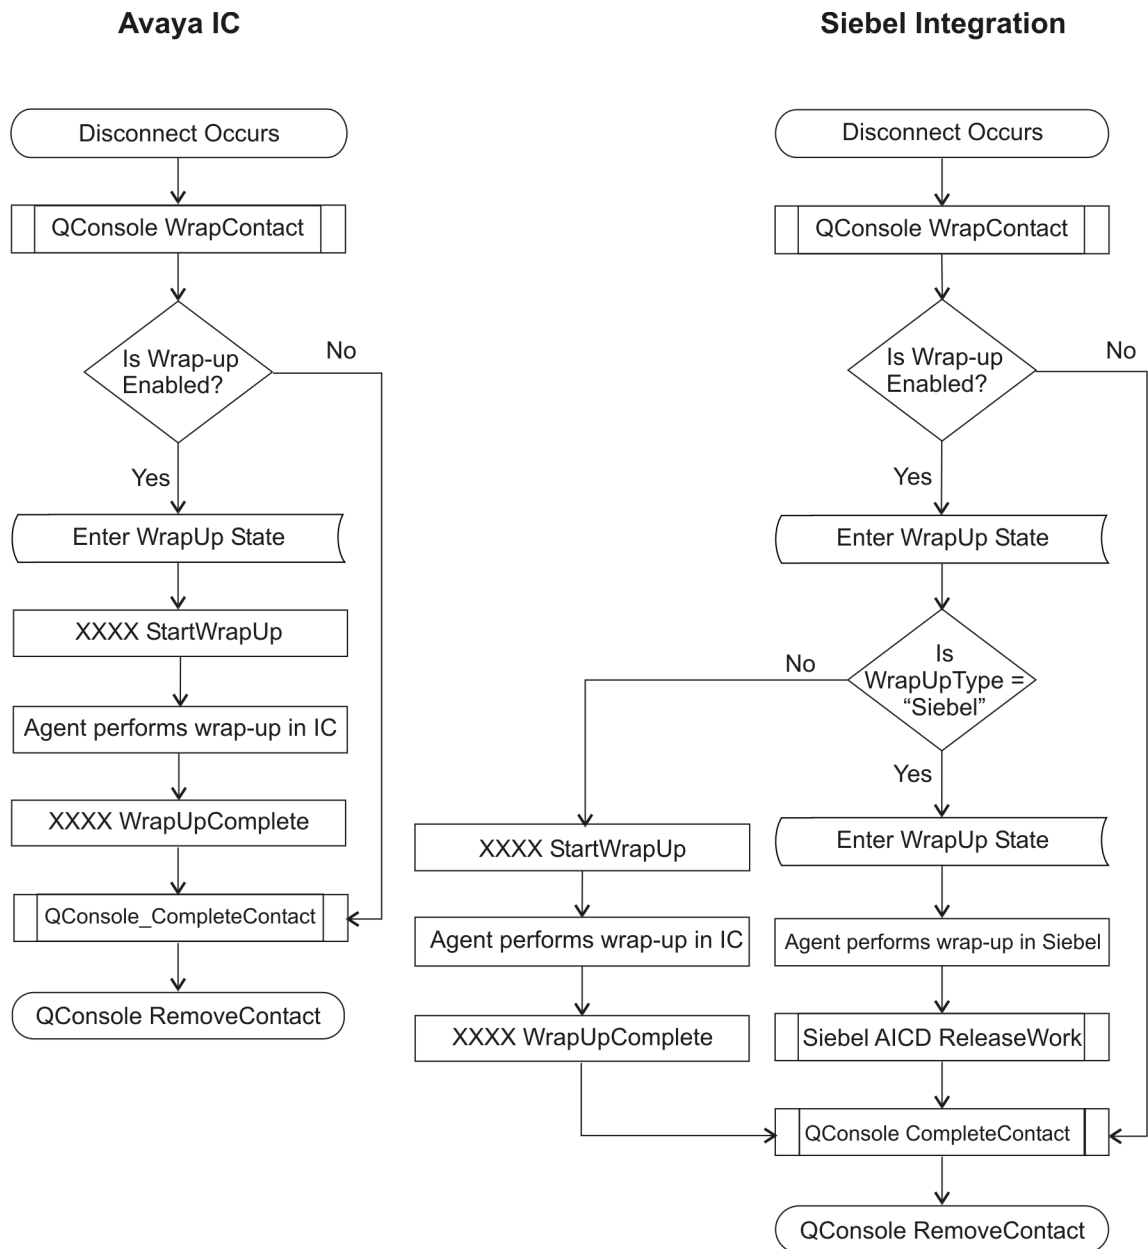 Avaya IC
Disconnect Occurs
QConsole WrapContact
Is Wrap-up
Enabled?
No
Yes
Enter WrapUp State
XXXX StartWrapUp
Agent performs wrap-up in IC
XXXX WrapUpComplete
QConsole_CompleteContact
QConsole RemoveContact
Siebel Integration
Disconnect Occurs
QConsole WrapContact
Is Wrap-up
Enabled?
No
Yes
Enter WrapUp State
Is
WrapUpType =
“Siebel”
No
Yes
XXXX StartWrapUp
Agent performs wrap-up in IC
XXXX WrapUpComplete
Enter WrapUp State
Agent performs wrap-up in Siebel
Siebel AICD ReleaseWork
QConsole CompleteContact
QConsole RemoveContact